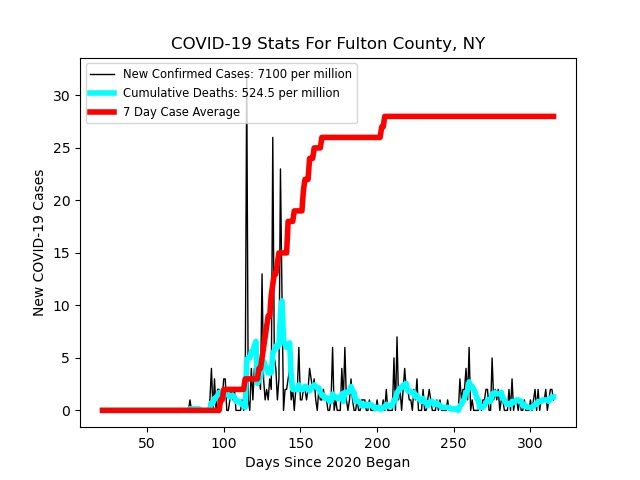 COVID-19 Stats For Fulton County, NY
New Confirmed Cases: 7100 per million
Cumulative Deaths: 524.5 per million
7 Day Case Average
New COVID-19 Cases
30
25
20
15
10
5
0
50 100 150 200 250 300
Days Since 2020 Began